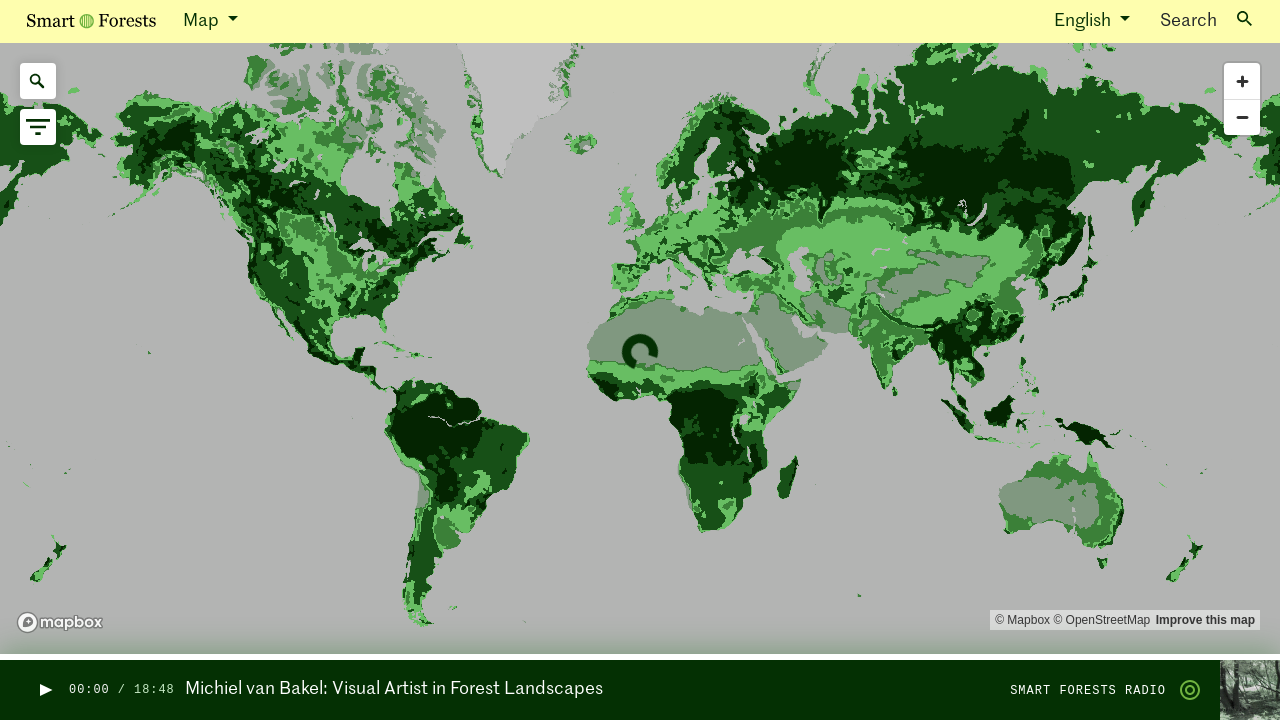 Smart Forests
Map
English
Search
mapbox
© Mapbox © OpenStreetMap Improve this map
00:00 / 18:48
Michiel van Bakel: Visual Artist in Forest Landscapes
SMART FORESTS RADIO